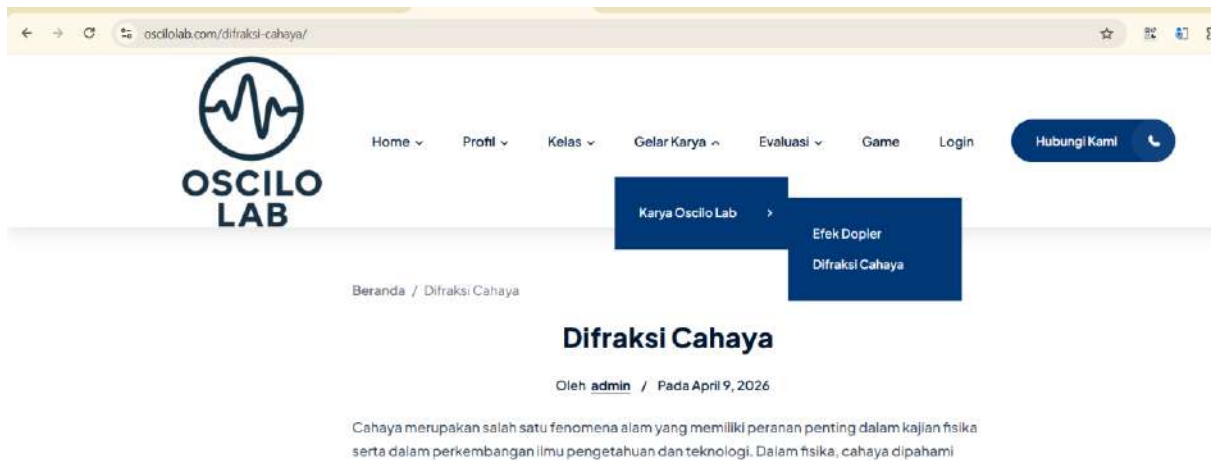 oscilolab.com/difraksi-cahaya/
OSCILO
LAB
Home Profil Kelas Gelar Karya Evaluasi Game Login Hubungi Kami
Karya Oscilo Lab
Efek Dopler
Difraksi Cahaya
Beranda / Difraksi Cahaya
Difraksi Cahaya
Oleh admin / Pada April 9, 2026
Cahaya merupakan salah satu fenomena alam yang memiliki peranan penting dalam kajian fisika
serta dalam perkembangan ilmu pengetahuan dan teknologi. Dalam fisika, cahaya dipahami